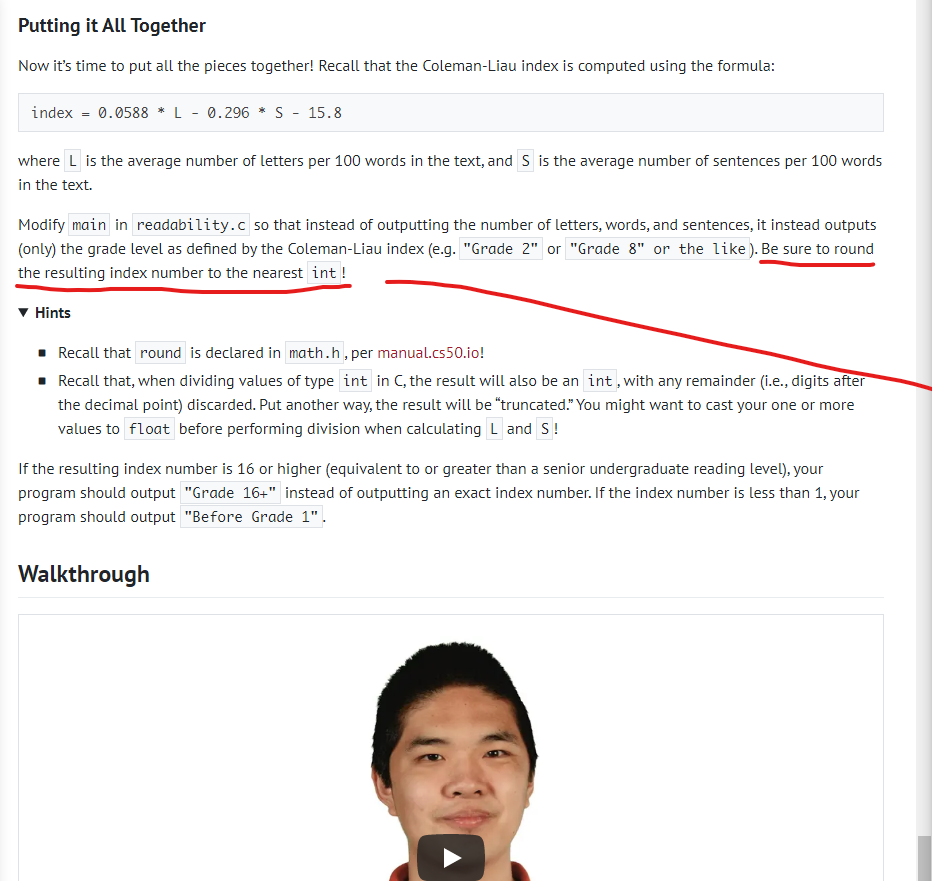 Putting it All Together
Now it's time to put all the pieces together! Recall that the Coleman-Liau index is computed using the formula:
index = 0.0588 * L - 0.296 * S - 15.8
where L is the average number of letters per 100 words in the text, and S is the average number of sentences per 100 words
in the text.
Modify main in readability.c so that instead of outputting the number of letters, words, and sentences, it instead outputs
(only) the grade level as defined by the Coleman-Liau index (e.g. "Grade 2" or "Grade 8" or the like). Be sure to round
the resulting index number to the nearest int!
▼ Hints
▪ Recall that round is declared in math.h, per manual.cs50.io!
▪ Recall that, when dividing values of type int in C, the result will also be an int, with any remainder (i.e., digits after
the decimal point) discarded. Put another way, the result will be “truncated.” You might want to cast your one or more
values to float before performing division when calculating L and S!
If the resulting index number is 16 or higher (equivalent to or greater than a senior undergraduate reading level), your
program should output "Grade 16+" instead of outputting an exact index number. If the index number is less than 1, your
program should output "Before Grade 1".
Walkthrough